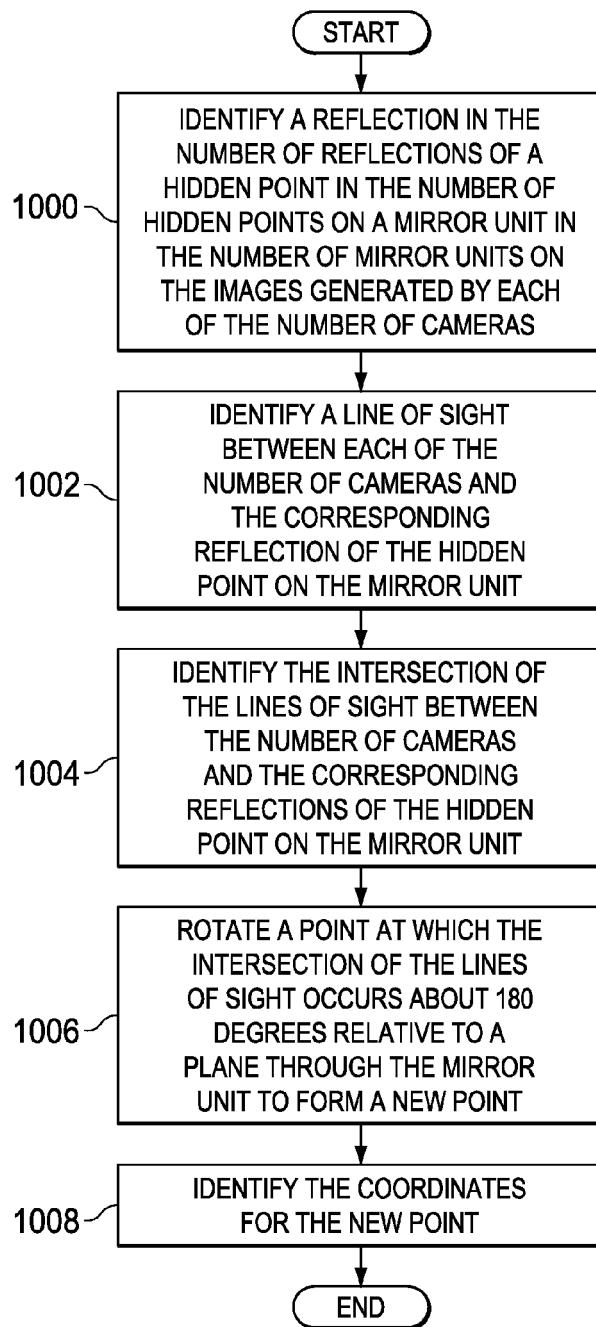 START
1000
IDENTIFY A REFLECTION IN THE
NUMBER OF REFLECTIONS OF A
HIDDEN POINT IN THE NUMBER OF
HIDDEN POINTS ON A MIRROR UNIT IN
THE NUMBER OF MIRROR UNITS ON
THE IMAGES GENERATED BY EACH
OF THE NUMBER OF CAMERAS
1002
IDENTIFY A LINE OF SIGHT
BETWEEN EACH OF THE
NUMBER OF CAMERAS AND
THE CORRESPONDING
REFLECTION OF THE HIDDEN
POINT ON THE MIRROR UNIT
1004
IDENTIFY THE INTERSECTION OF
THE LINES OF SIGHT BETWEEN
THE NUMBER OF CAMERAS
AND THE CORRESPONDING
REFLECTIONS OF THE HIDDEN
POINT ON THE MIRROR UNIT
1006
ROTATE A POINT AT WHICH THE
INTERSECTION OF THE LINES
OF SIGHT OCCURS ABOUT 180
DEGREES RELATIVE TO A
PLANE THROUGH THE MIRROR
UNIT TO FORM A NEW POINT
1008
IDENTIFY THE COORDINATES
FOR THE NEW POINT
END